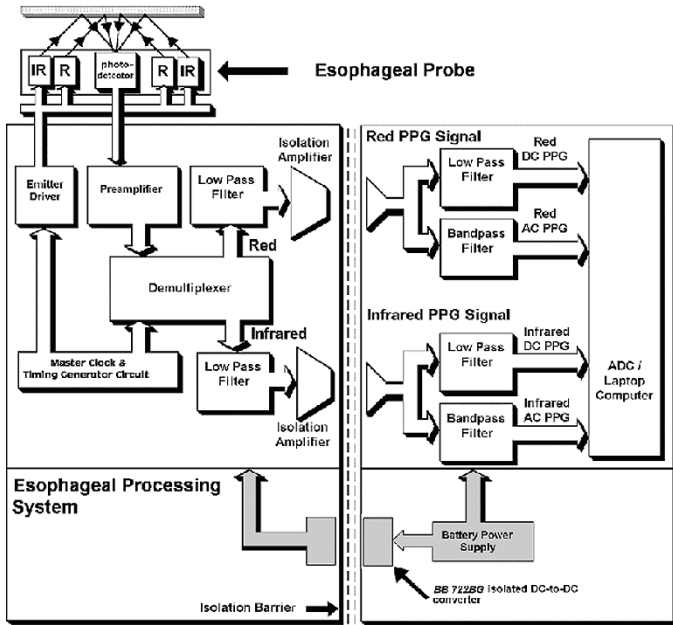 IR
R
photo-
detector
R
IR
Esophageal Probe
Isolation
Amplifier
Emitter
Driver
Preamplifier
Low Pass
Filter
Red
Demultiplexer
Infrared
Master Clock &
Timing Generator Circuit
Low Pass
Filter
Isolation
Amplifier
Red PPG Signal
Low Pass
Filter
Red
DC PPG
Bandpass
Filter
Red
AC PPG
Infrared PPG Signal
Low Pass
Filter
Infrared
DC PPG
Bandpass
Filter
Infrared
AC PPG
ADC /
Laptop
Computer
Esophageal Processing
System
Isolation Barrier
Battery Power
Supply
BB 722BG isolated DC-to-DC
converter